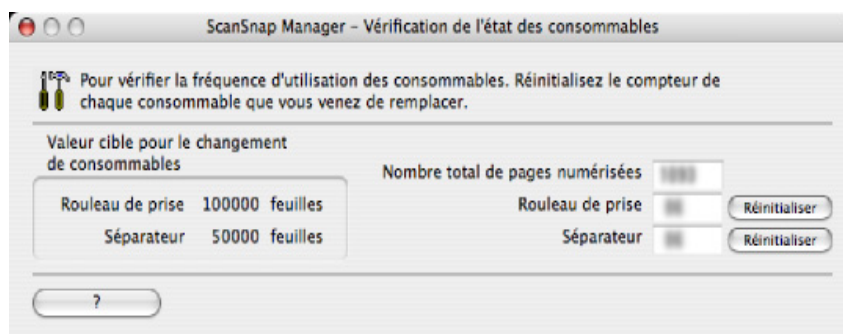 ScanSnap Manager – Vérification de l'état des consommables
Pour vérifier la fréquence d'utilisation des consommables. Réinitialisez le compteur de
chaque consommable que vous venez de remplacer.
Valeur cible pour le changement
de consommables
Rouleau de prise 100000 feuilles
Séparateur 50000 feuilles
Nombre total de pages numérisées
Rouleau de prise Réinitialiser
Séparateur Réinitialiser
?